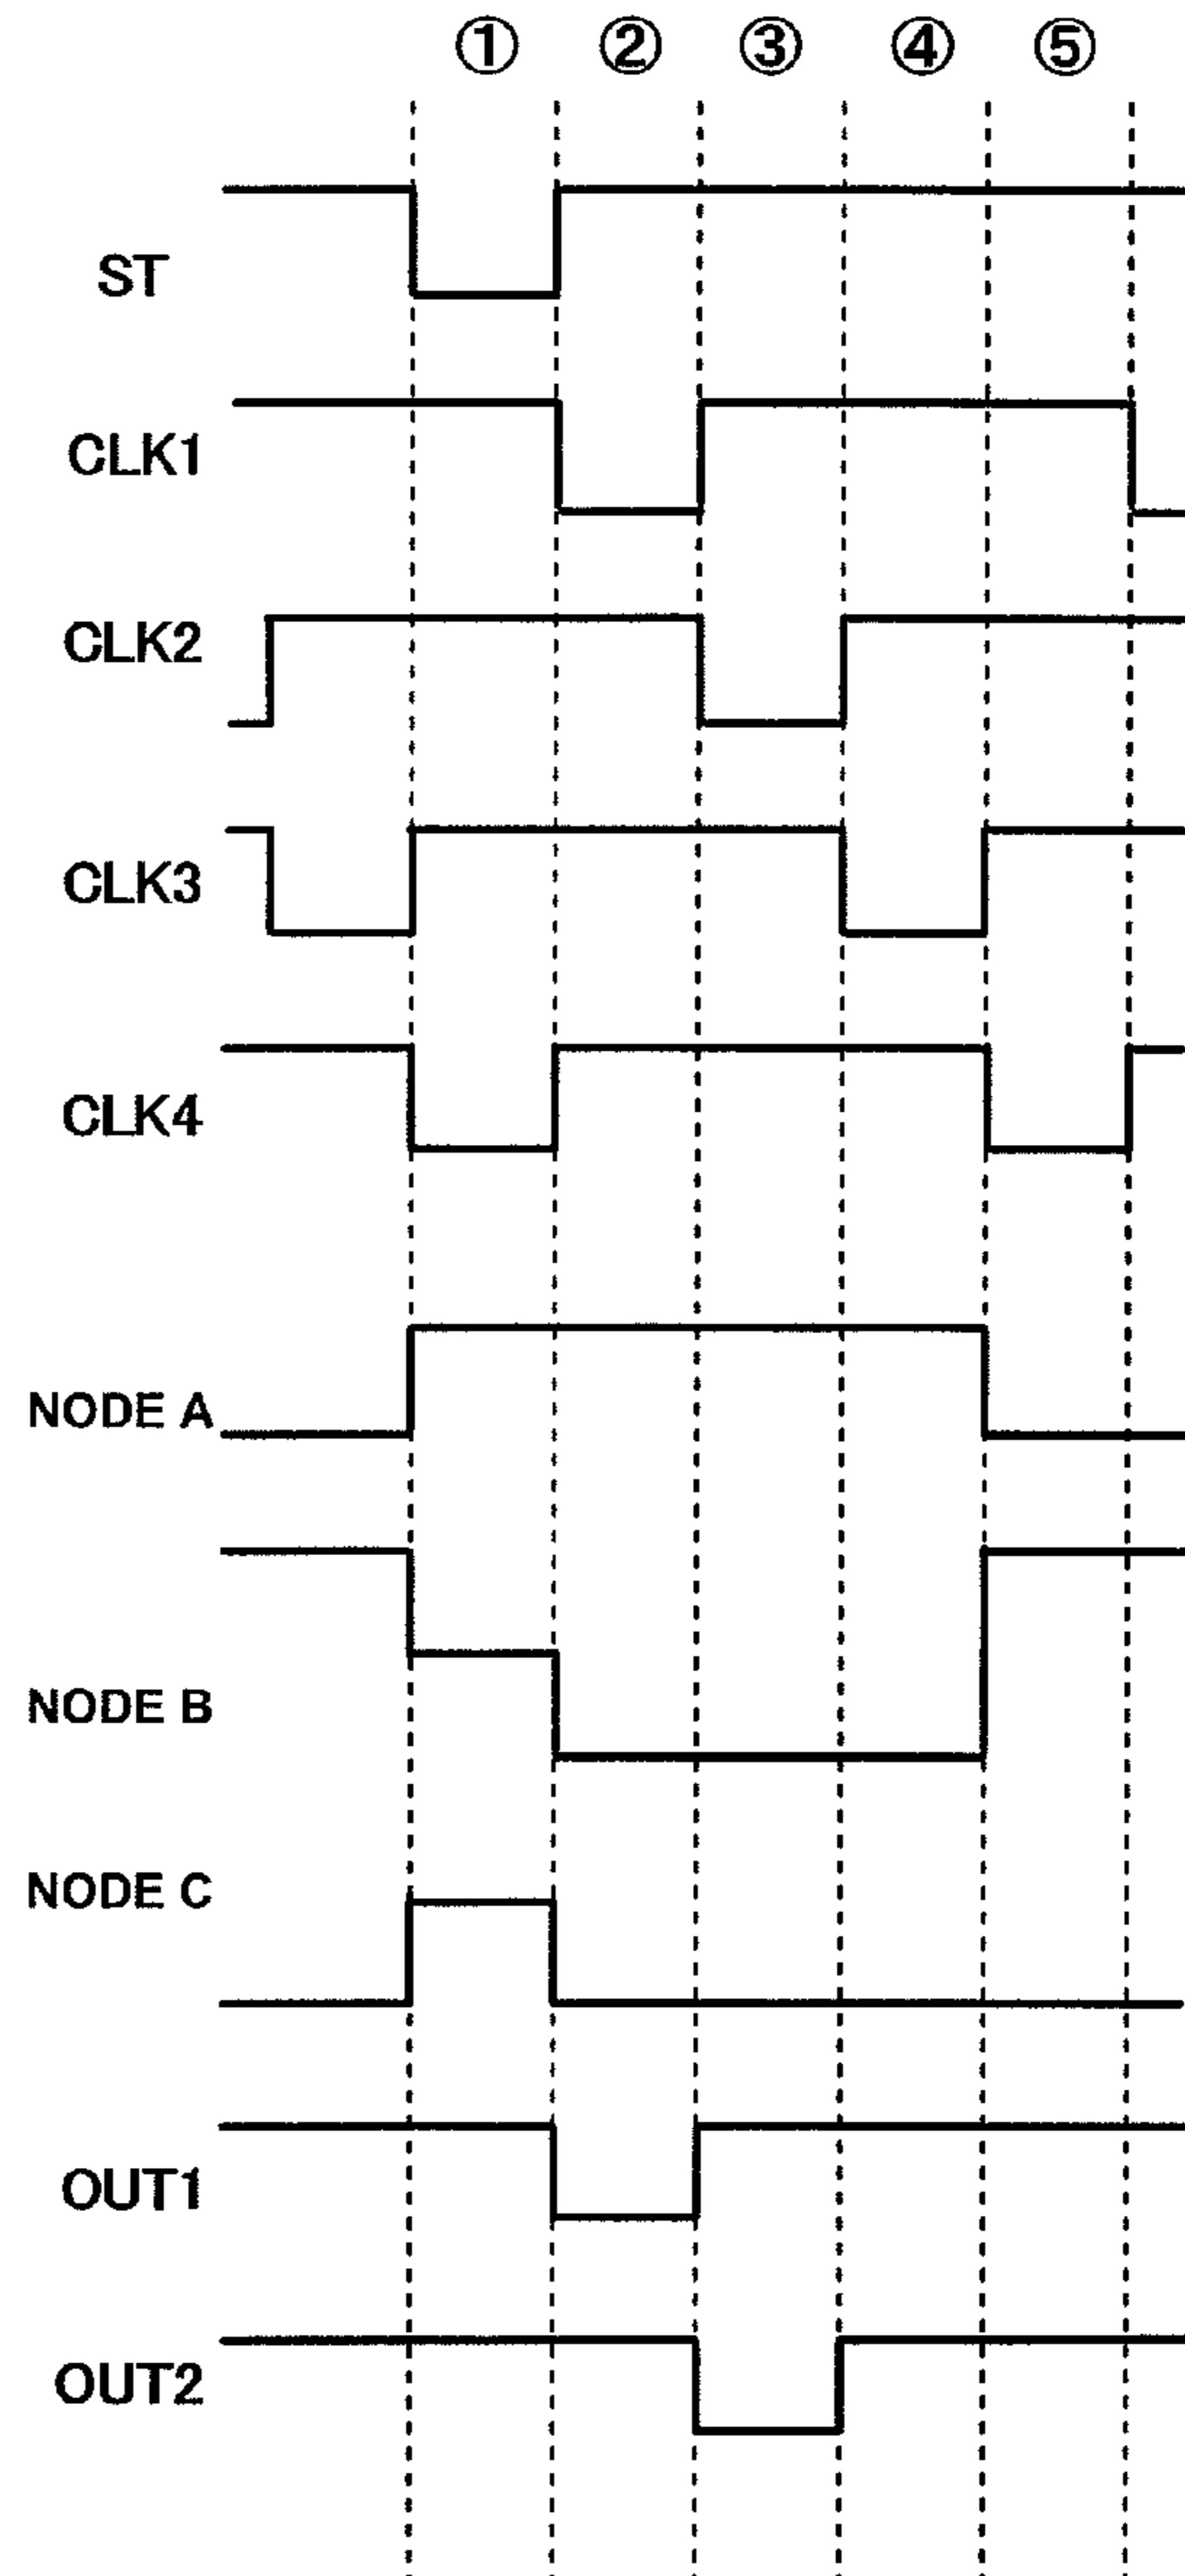 ① ② ③ ④ ⑤
ST
CLK1
CLK2
CLK3
CLK4
NODE A
NODE B
NODE C
OUT1
OUT2